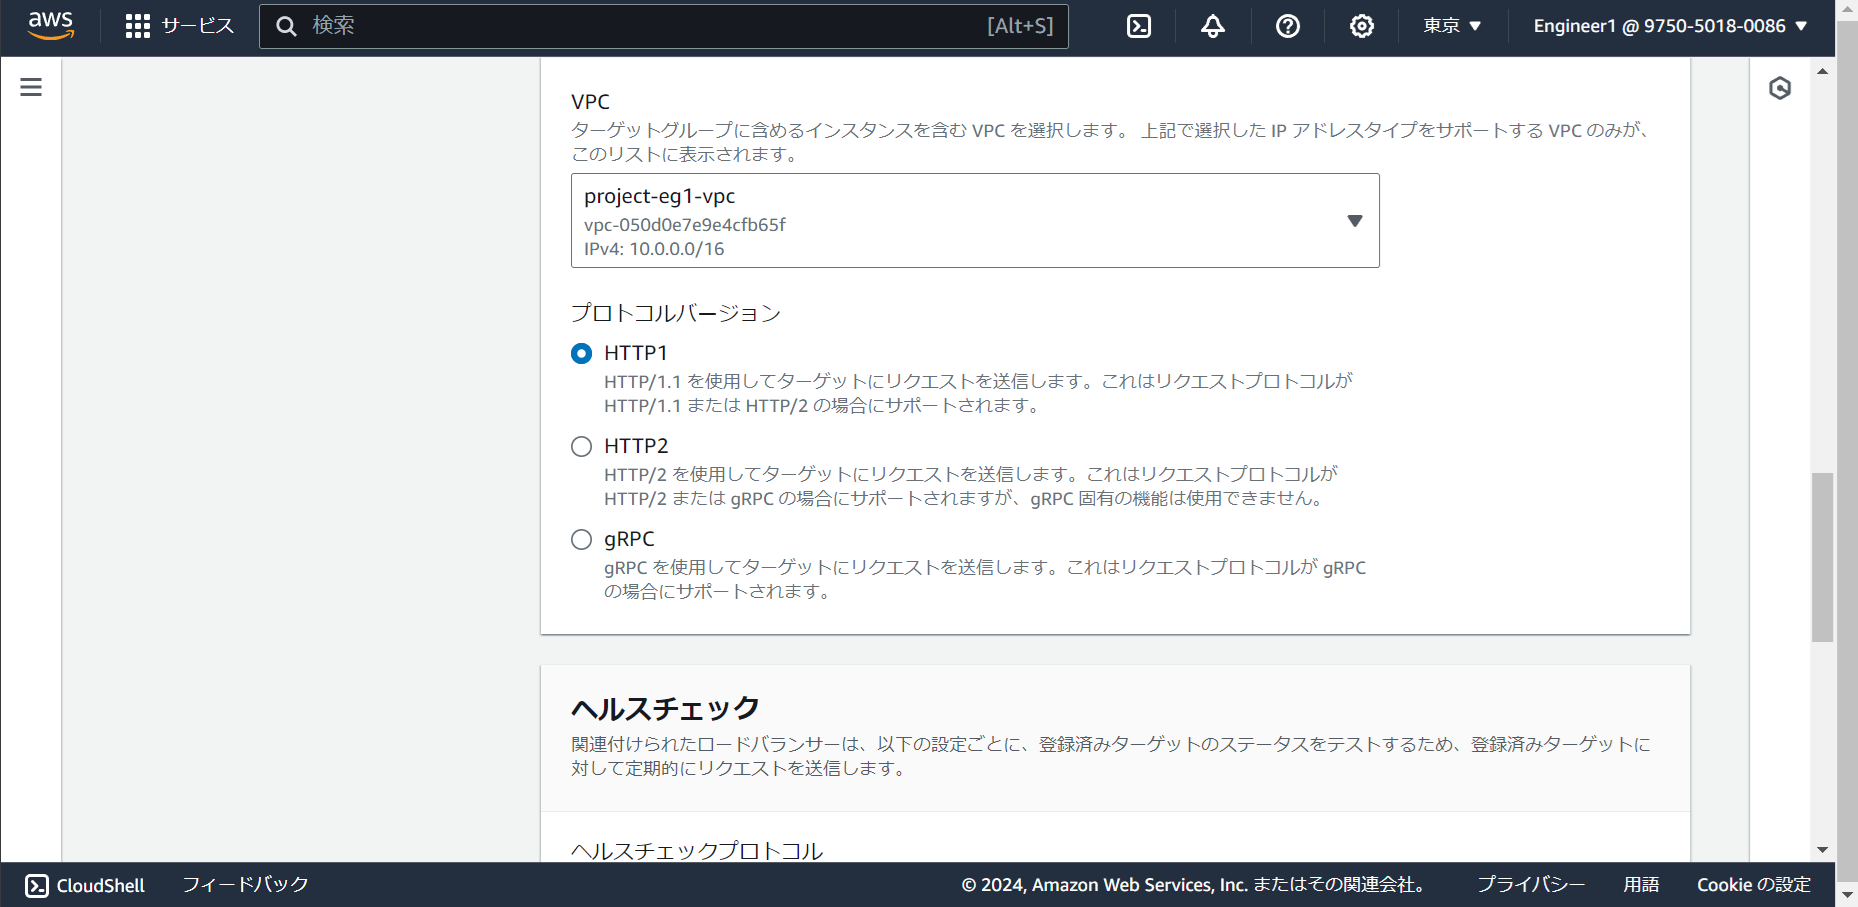 aws
サービス
検索
[Alt+S]
東京 ▼
Engineer1 @ 9750-5018-0086 ▼
VPC
ターゲットグループに含めるインスタンスを含む VPC を選択します。 上記で選択した IP アドレスタイプをサポートする VPC のみが、
このリストに表示されます。
project-eg1-vpc
vpc-050d0e7e9e4cfb65f
IPv4: 10.0.0.0/16
プロトコルバージョン
HTTP1
HTTP/1.1 を使用してターゲットにリクエストを送信します。これはリクエストプロトコルが
HTTP/1.1 または HTTP/2 の場合にサポートされます。
HTTP2
HTTP/2 を使用してターゲットにリクエストを送信します。これはリクエストプロトコルが
HTTP/2 または gRPC の場合にサポートされますが、gRPC 固有の機能は使用できません。
gRPC
gRPC を使用してターゲットにリクエストを送信します。これはリクエストプロトコルが gRPC
の場合にサポートされます。
ヘルスチェック
関連付けられたロードバランサーは、以下の設定ごとに、登録済みターゲットのステータスをテストするため、登録済みターゲットに
対して定期的にリクエストを送信します。
ヘルスチェックプロトコル
CloudShell
フィードバック
© 2024, Amazon Web Services, Inc. またはその関連会社。
プライバシー
用語
Cookie の設定